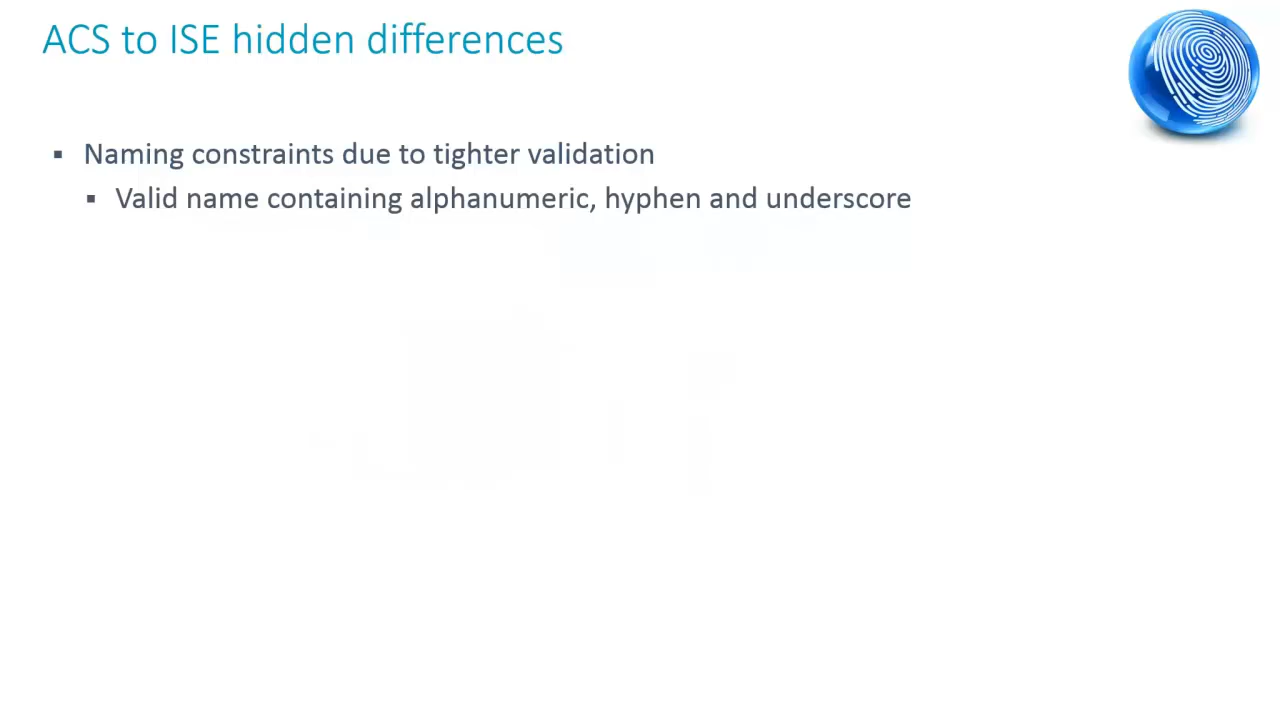 ACS to ISE hidden differences
▪ Naming constraints due to tighter validation
▪ Valid name containing alphanumeric, hyphen and underscore